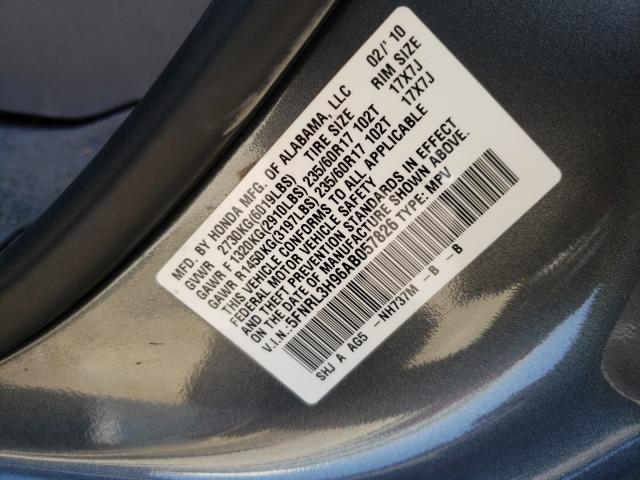 MFD. BY HONDA MFG. OF ALABAMA, LLC 02/'10
GVWR 2730KG(6019LBS) TIRE SIZE RIM SIZE
GAWR F 1320KG(2910LBS) 235/60R17 102T 17X7J
GAWR R1450KG(3197LBS) 235/60R17 102T 17X7J
THIS VEHICLE CONFORMS TO ALL APPLICABLE
FEDERAL MOTOR VEHICLE SAFETY
AND THEFT PREVENTION STANDARDS IN EFFECT
ON THE DATE OF MANUFACTURE SHOWN ABOVE.
V.I.N.:5FNRL3H96AB057826 TYPE: MPV
SHJ A AG5 -NH737M -B -B